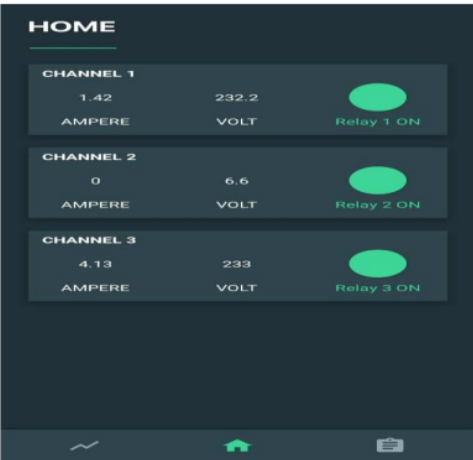 HOME
CHANNEL 1
1.42 232.2
AMPERE VOLT Relay 1 ON
CHANNEL 2
0 6.6
AMPERE VOLT Relay 2 ON
CHANNEL 3
4.13 233
AMPERE VOLT Relay 3 ON